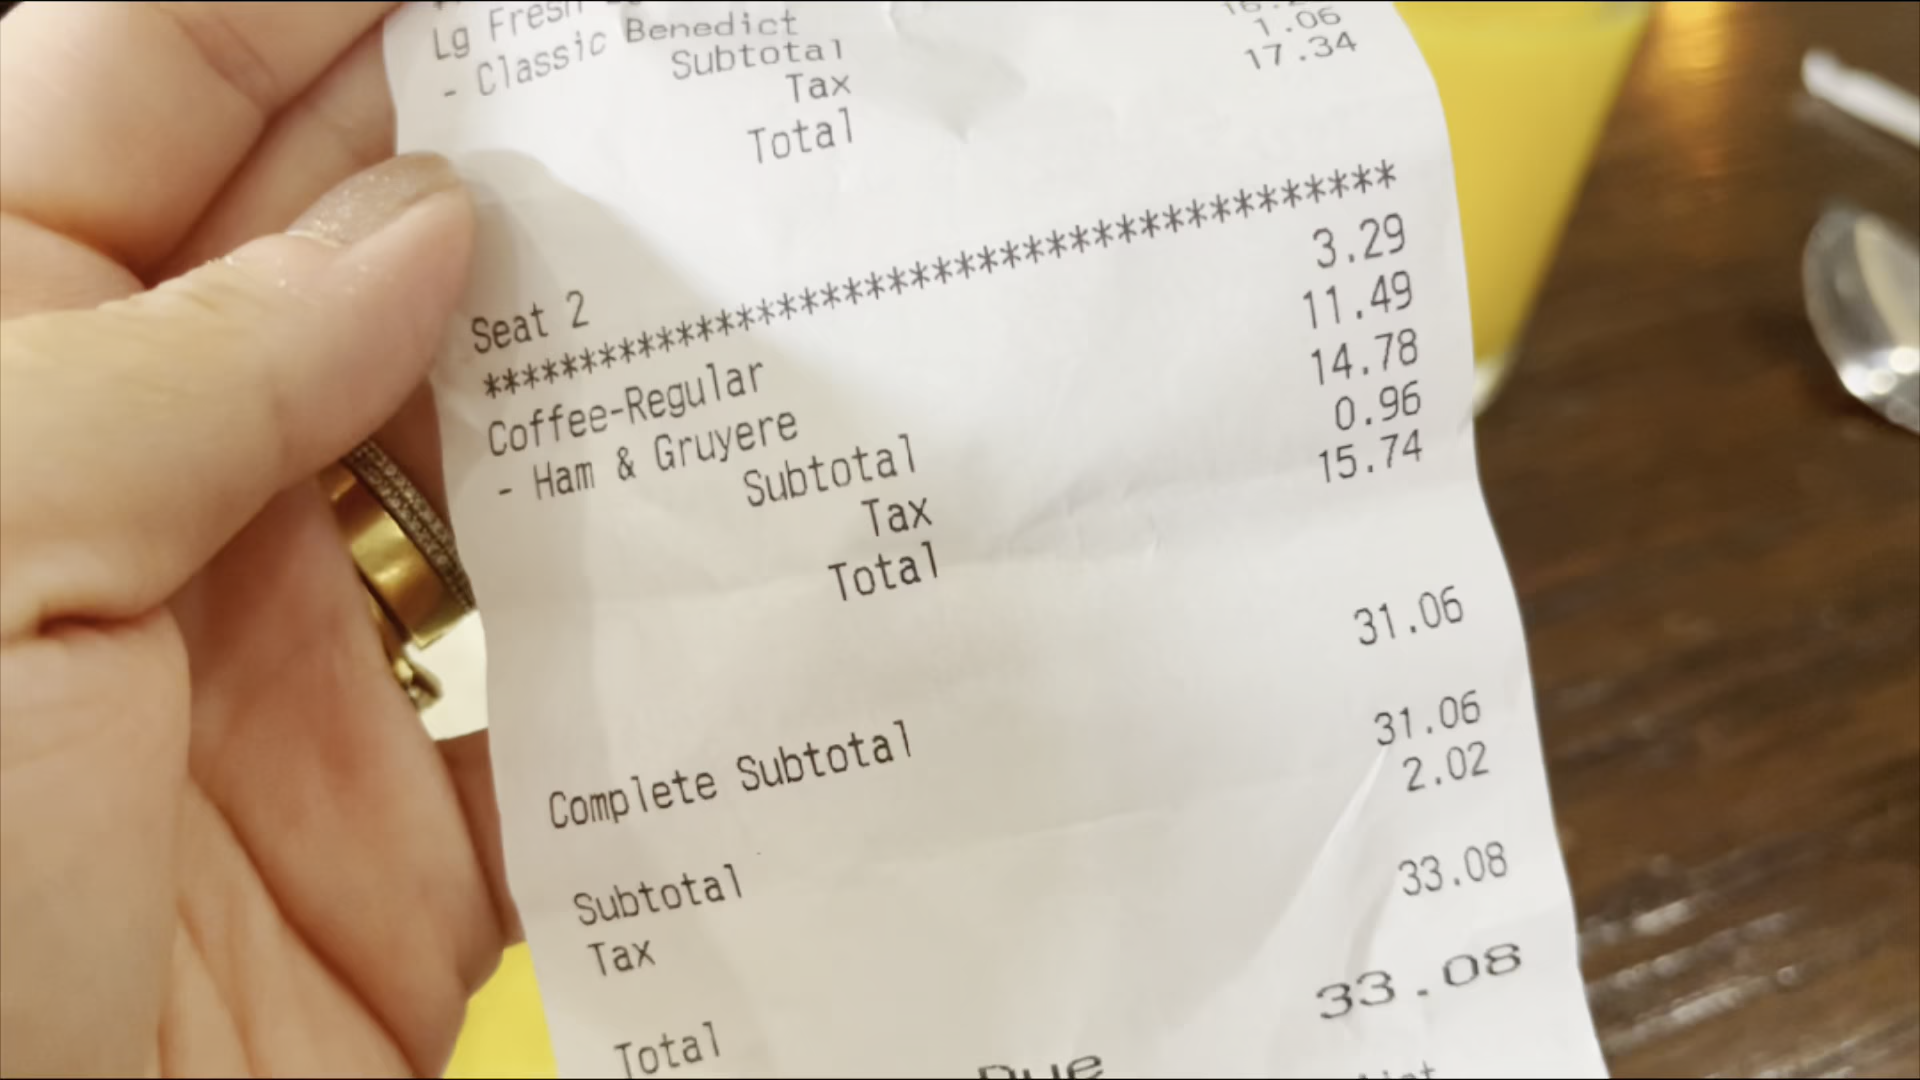 Lg Fresh
- Classic Benedict
Subtotal
Tax 1.06
Total 17.34
Seat 2
****************************************
Coffee-Regular 3.29
- Ham & Gruyere 11.49
Subtotal 14.78
Tax 0.96
Total 15.74
Complete Subtotal 31.06
Subtotal 31.06
Tax 2.02
Total 33.08
Due 33.08